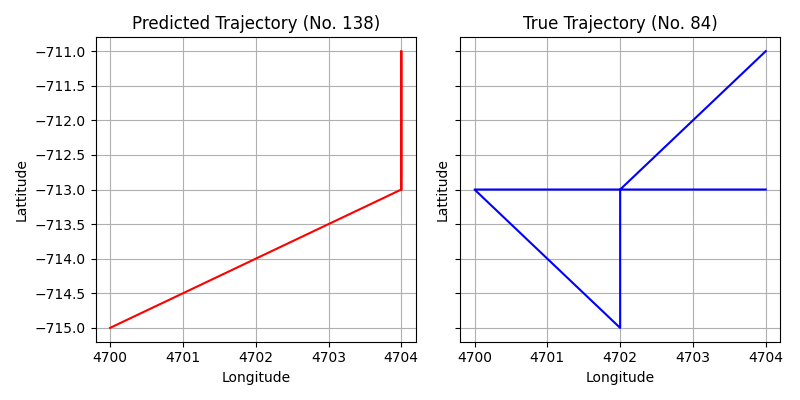 Predicted Trajectory (No. 138)
True Trajectory (No. 84)
−711.0
−711.5
−712.0
−712.5
−713.0
−713.5
−714.0
−714.5
−715.0
Lattitude
Lattitude
4700 4701 4702 4703 4704
4700 4701 4702 4703 4704
Longitude
Longitude